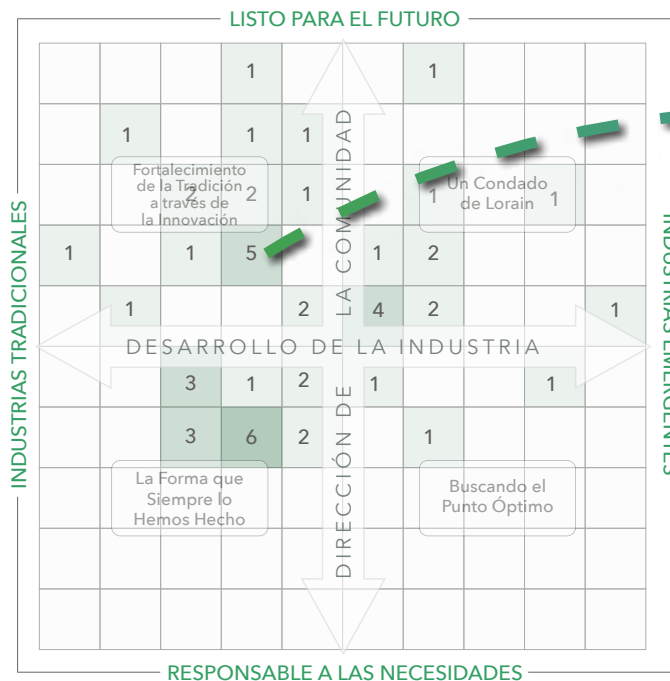 LISTO PARA EL FUTURO
1 1
1 1 1
Fortalecimiento
de la Tradición
a través de
la Innovación
2 2 1
Un Condado
de Lorain
1 1
1 1 5 1 2
1 2 4 2 1
INDUSTRIAS TRADICIONALES
INDUSTRIAS EMERGENTES
DESARROLLO DE LA INDUSTRIA
DIRECCIÓN DE LA COMUNIDAD
3 1 2 1 1
3 6 2 1
La Forma que
Siempre lo
Hemos Hecho
Buscando el
Punto Óptimo
RESPONSABLE A LAS NECESIDADES